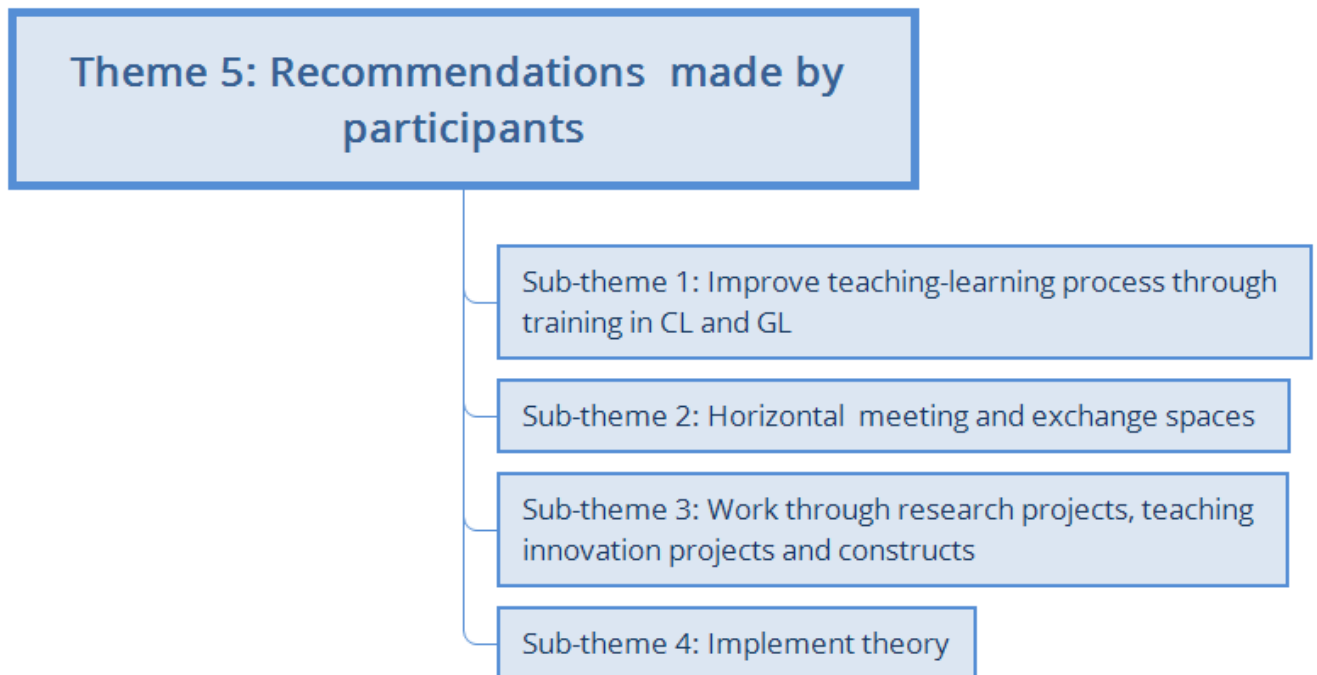 Theme 5: Recommendations  made by
participants
Sub-theme 1: Improve teaching-learning process through
training in CL and GL
Sub-theme 2: Horizontal  meeting and exchange spaces
Sub-theme 3: Work through research projects, teaching
innovation projects and constructs
Sub-theme 4: Implement theory